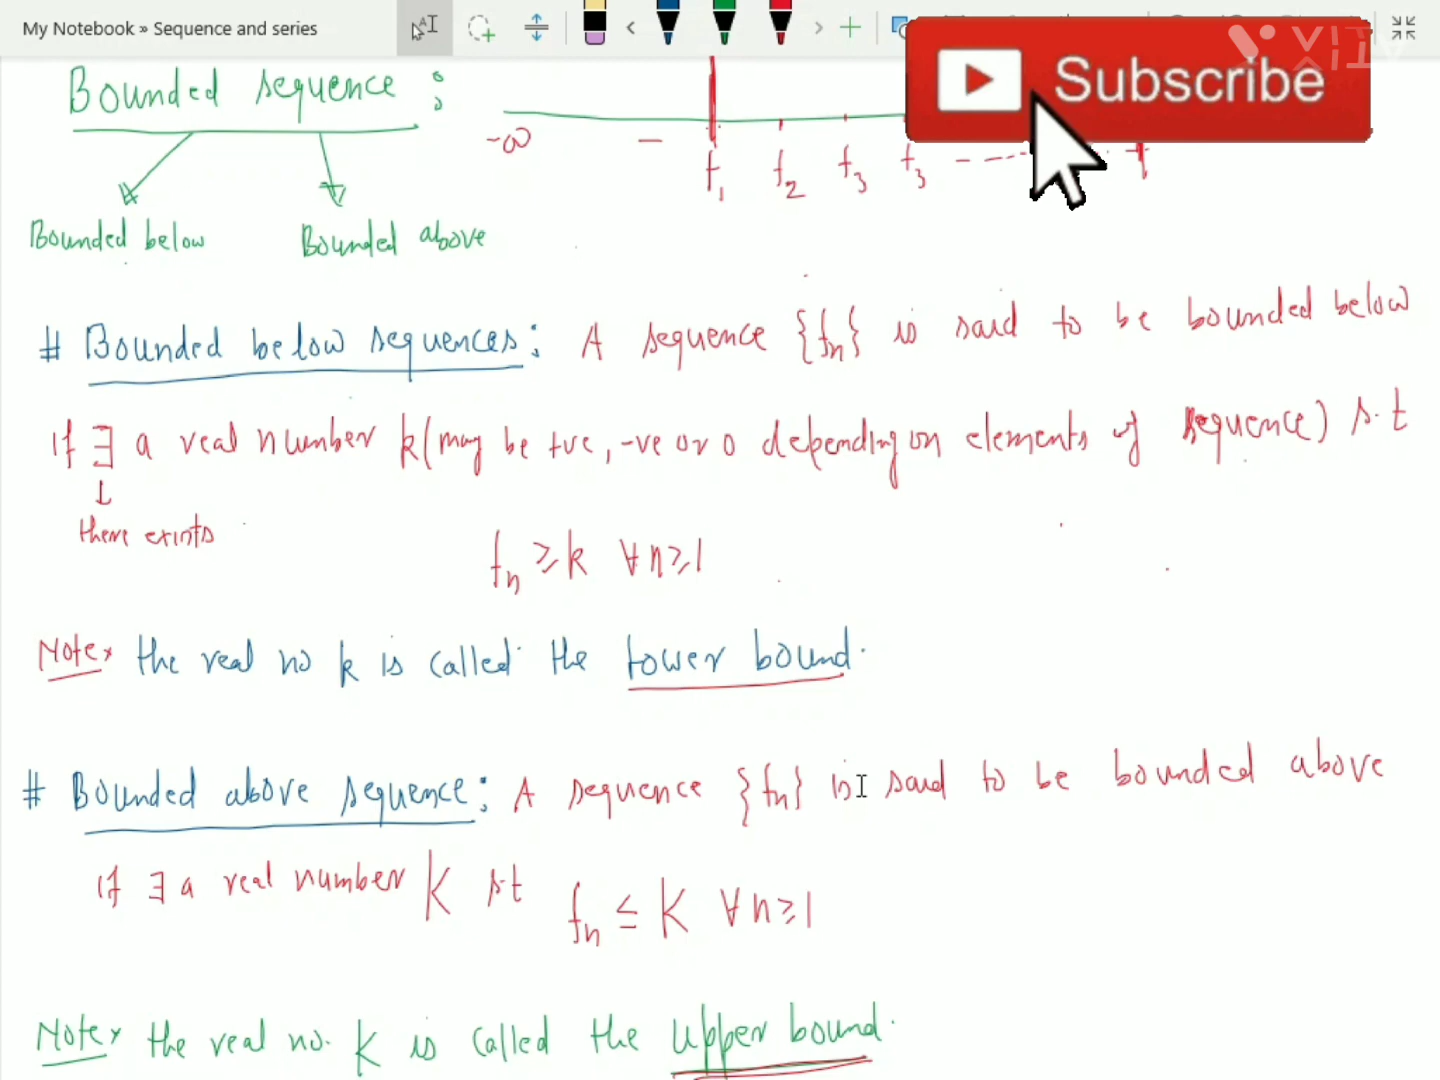 My Notebook » Sequence and series
VITA
Subscribe
Bounded sequence :
-∞ – f₁ f₂ f₃ f₃ -----
Bounded below Bounded above
# Bounded below sequences: A sequence {fₙ} is said to be bounded below
if ∃ a real number k(may be +ve, -ve or 0 depending on elements of sequence) s.t
↓
there exists
fₙ ≥ k ∀ n ≥ 1
Note: the real no k is called the lower bound.
# Bounded above sequence: A sequence {fₙ} is said to be bounded above
if ∃ a real number K s.t fₙ ≤ K ∀ n ≥ 1
Note: the real no. K is called the upper bound.